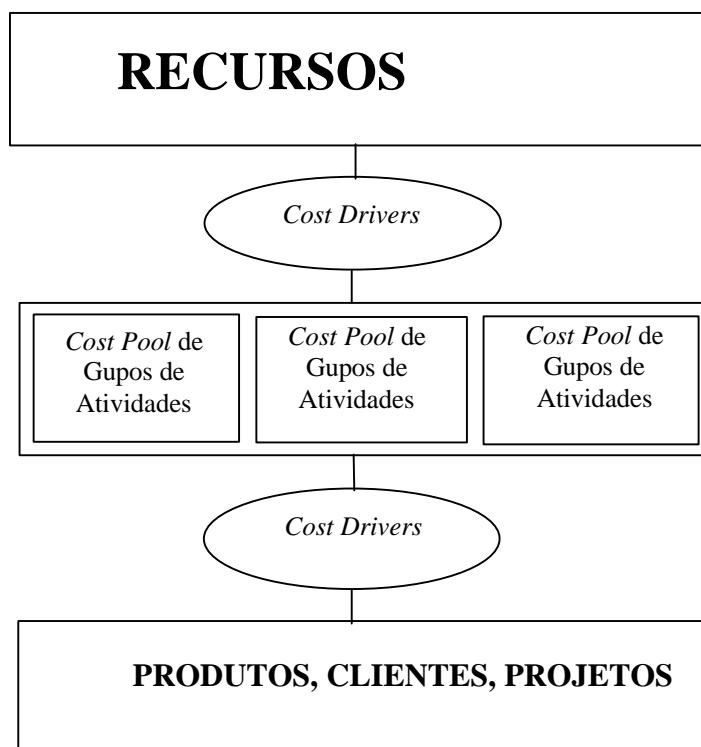 RECURSOS
Cost Drivers
Cost Pool de
Gupos de
Atividades
Cost Pool de
Gupos de
Atividades
Cost Pool de
Gupos de
Atividades
Cost Drivers
PRODUTOS, CLIENTES, PROJETOS